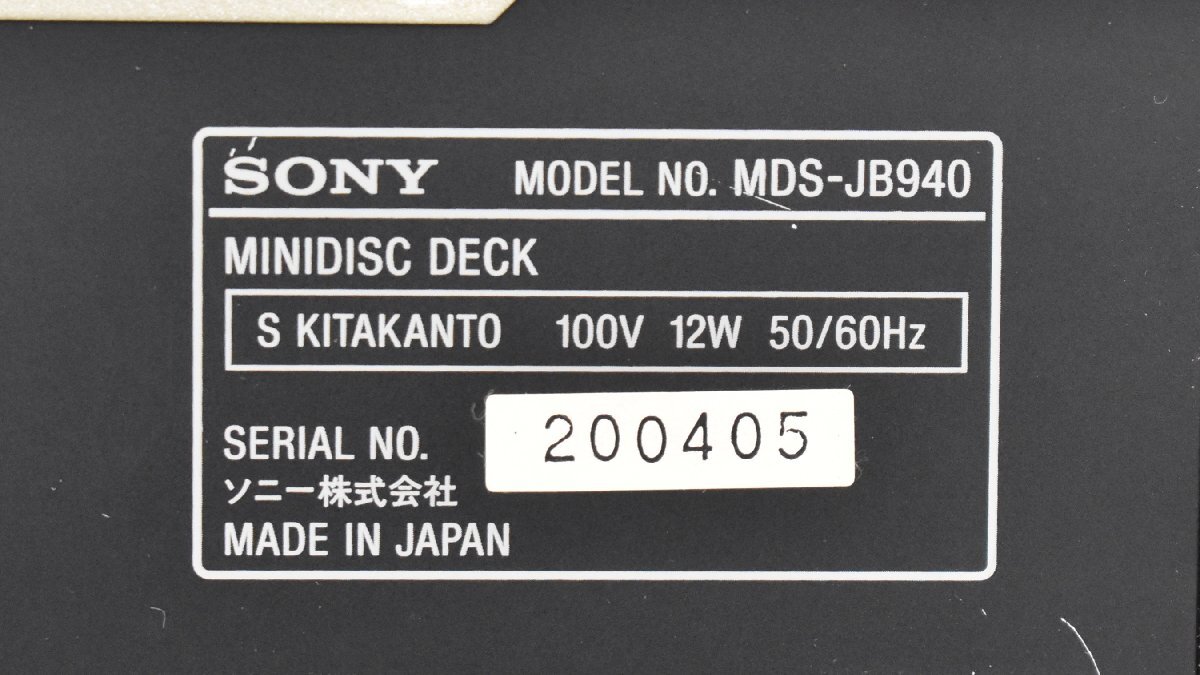 SONY MODEL NO. MDS-JB940
MINIDISC DECK
S KITAKANTO 100V 12W 50/60Hz
SERIAL NO. 200405
ソニー株式会社
MADE IN JAPAN